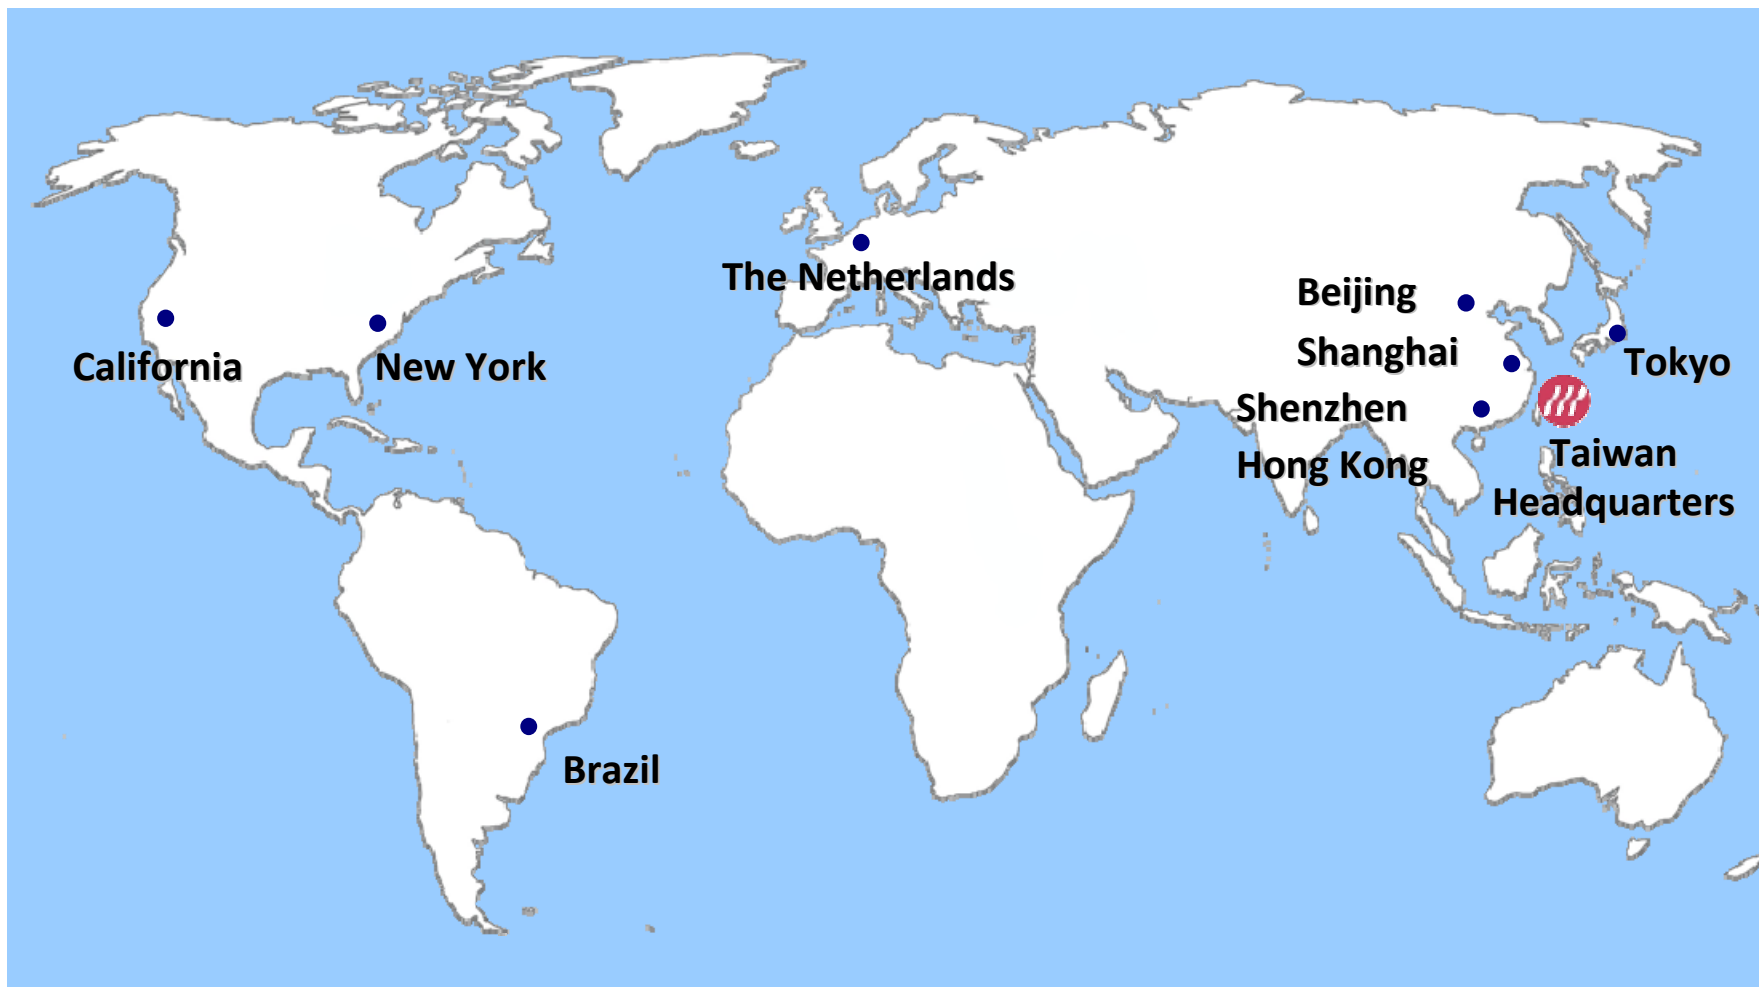 The Netherlands
Beijing
Shanghai
Tokyo
California
New York
Shenzhen
Hong Kong
Taiwan
Headquarters
Brazil